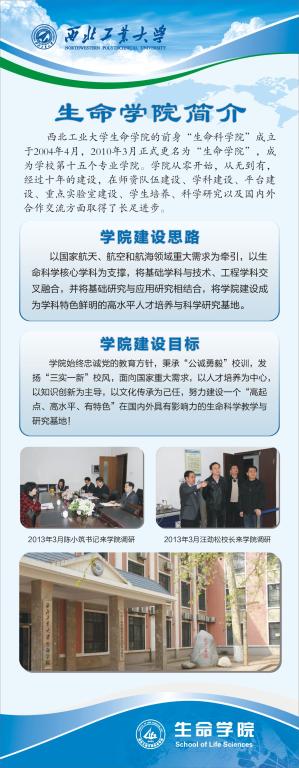 西北工业大学
NORTHWESTERN POLYTECHNICAL UNIVERSITY
生命学院简介
西北工业大学生命学院的前身“生命科学院”成立
于2004年4月，2010年3月正式更名为“生命学院”，成
为学校第十五个专业学院。学院从零开始，从无到有，
经过十年的建设，在师资队伍建设、学科建设、平台建
设、重点实验室建设、学生培养、科学研究以及国内外
合作交流方面取得了长足进步。
学院建设思路
以国家航天、航空和航海领域重大需求为牵引，以生
命科学核心学科为支撑，将基础学科与技术、工程学科交
叉融合，并将基础研究与应用研究相结合，将学院建设成
为学科特色鲜明的高水平人才培养与科学研究基地。
学院建设目标
学院始终忠诚党的教育方针，秉承“公诚勇毅”校训，发
扬“三实一新”校风，面向国家重大需求，以人才培养为中心，
以知识创新为主导，以文化传承为己任，努力建设一个“高起
点、高水平、有特色”在国内外具有影响力的生命科学教学与
研究基地！
2013年3月陈小筑书记来学院调研
2013年3月汪劲松校长来学院调研
生命学院
School of Life Sciences